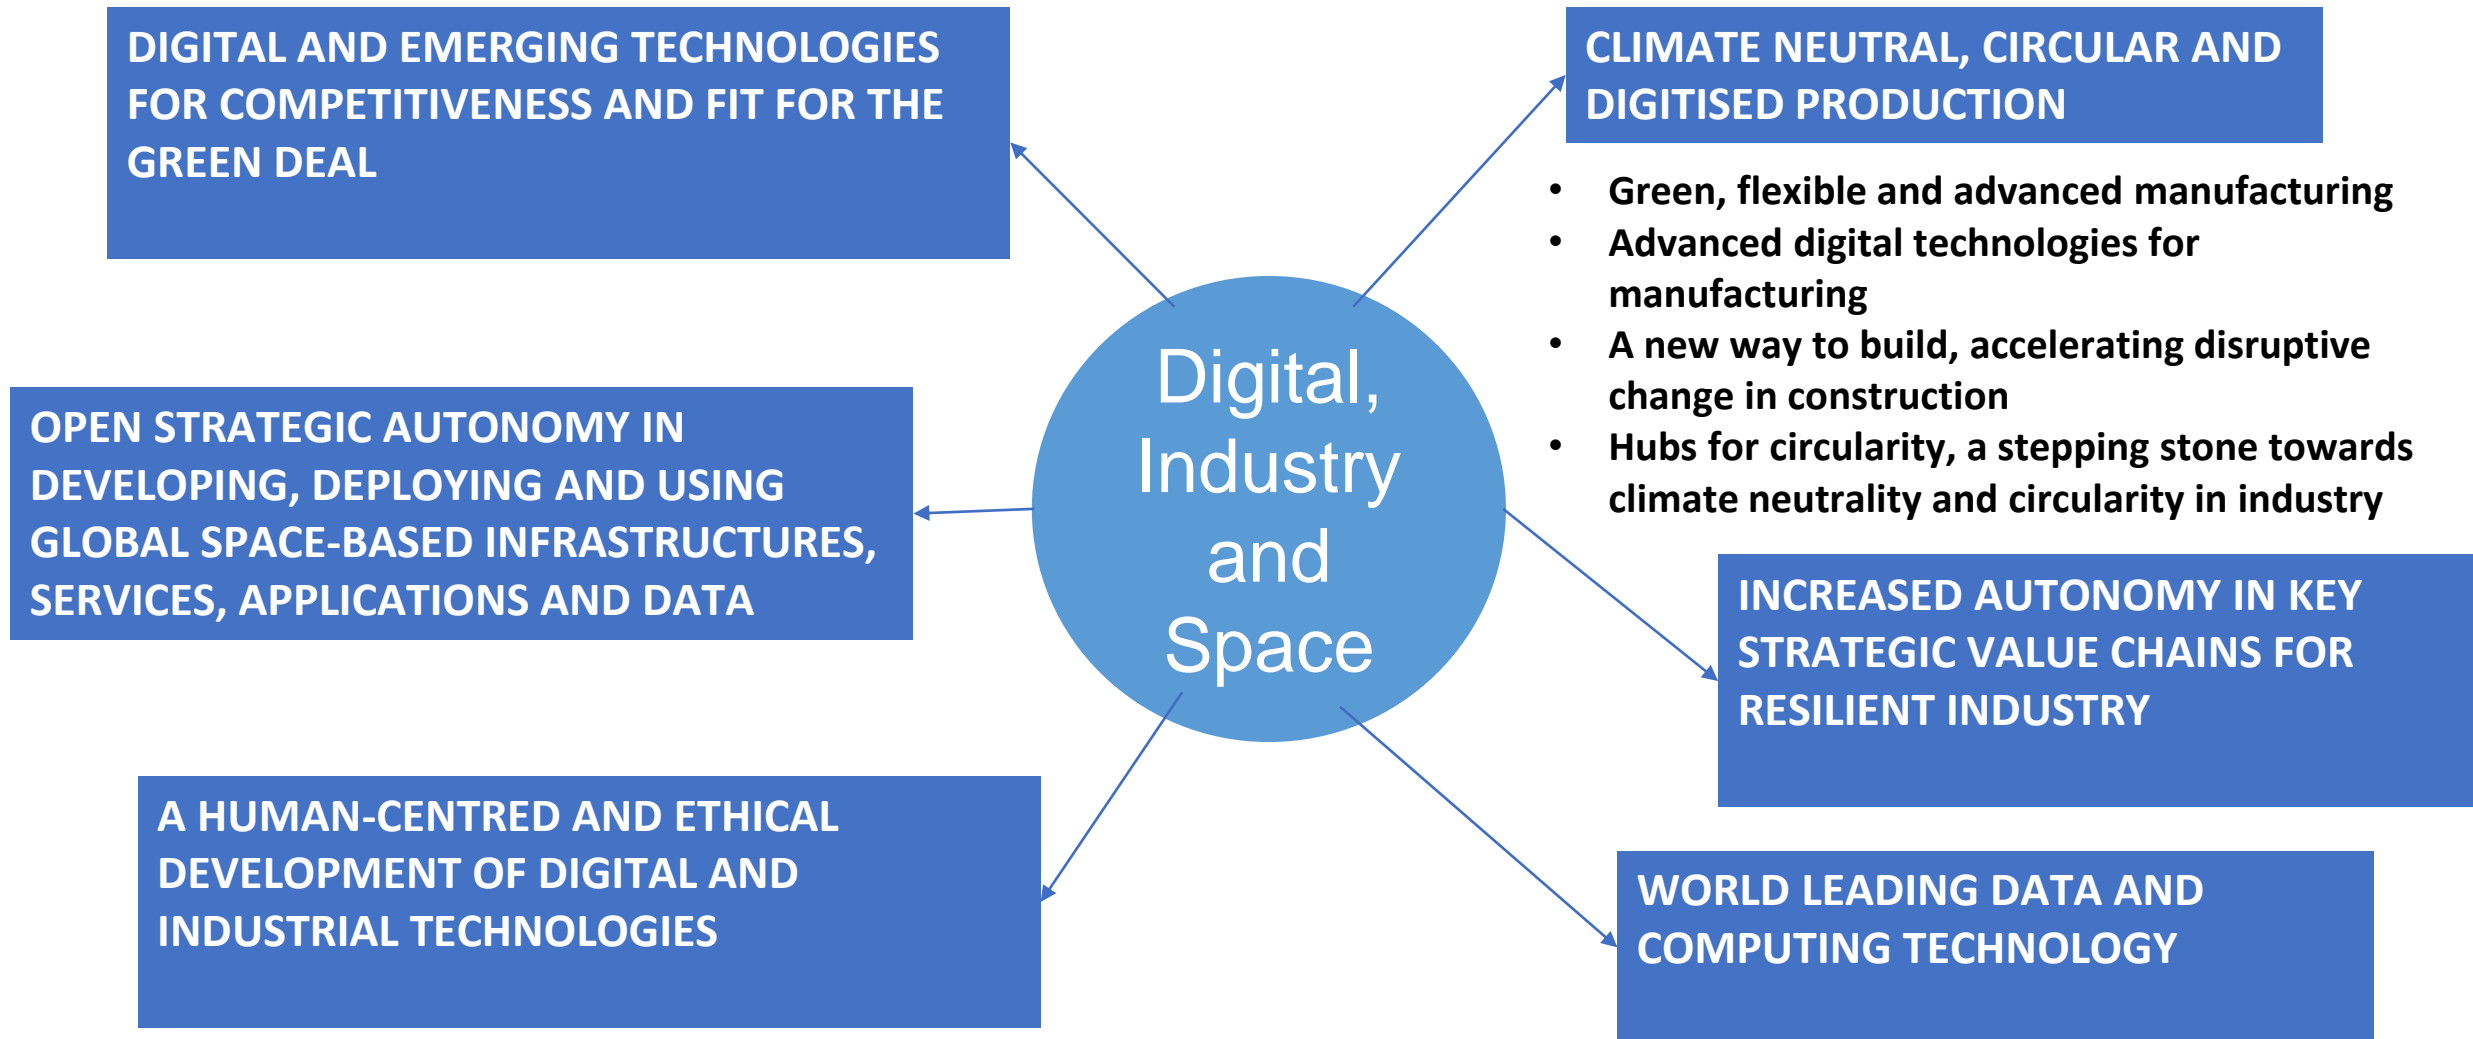 DIGITAL AND EMERGING TECHNOLOGIES
FOR COMPETITIVENESS AND FIT FOR THE
GREEN DEAL
CLIMATE NEUTRAL, CIRCULAR AND
DIGITISED PRODUCTION
• Green, flexible and advanced manufacturing
• Advanced digital technologies for
manufacturing
• A new way to build, accelerating disruptive
change in construction
• Hubs for circularity, a stepping stone towards
climate neutrality and circularity in industry
Digital,
Industry
and
Space
OPEN STRATEGIC AUTONOMY IN
DEVELOPING, DEPLOYING AND USING
GLOBAL SPACE-BASED INFRASTRUCTURES,
SERVICES, APPLICATIONS AND DATA
INCREASED AUTONOMY IN KEY
STRATEGIC VALUE CHAINS FOR
RESILIENT INDUSTRY
A HUMAN-CENTRED AND ETHICAL
DEVELOPMENT OF DIGITAL AND
INDUSTRIAL TECHNOLOGIES
WORLD LEADING DATA AND
COMPUTING TECHNOLOGY